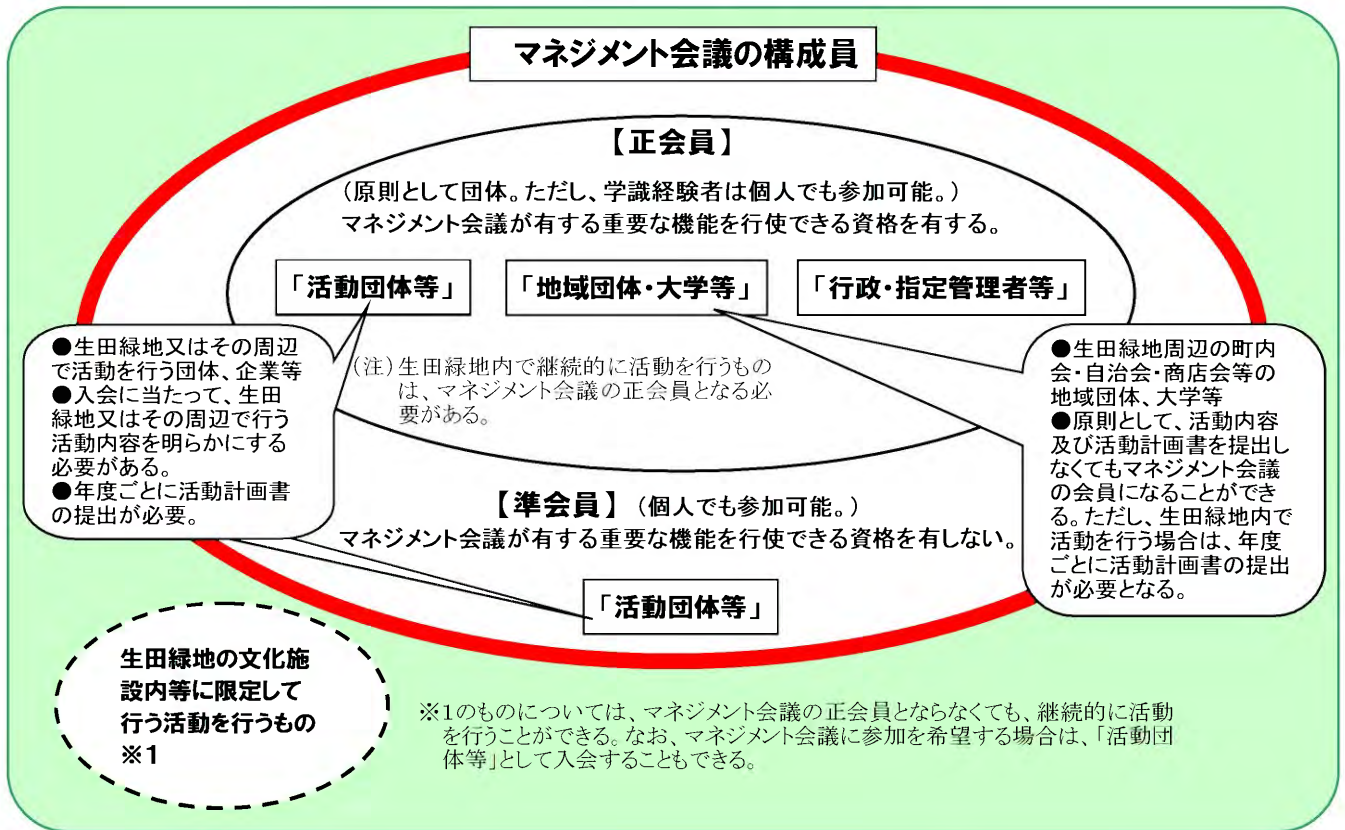 マネジメント会議の構成員
【正会員】
(原則として団体。ただし、学識経験者は個人でも参加可能。)
マネジメント会議が有する重要な機能を行使できる資格を有する。
「活動団体等」
「地域団体・大学等」
「行政・指定管理者等」
●生田緑地又はその周辺
で活動を行う団体、企業等
●入会に当たって、生田
緑地又はその周辺で行う
活動内容を明らかにする
必要がある。
●年度ごとに活動計画書
の提出が必要。
(注)生田緑地内で継続的に活動を行うもの
は、マネジメント会議の正会員となる必
要がある。
●生田緑地周辺の町内
会・自治会・商店会等の
地域団体、大学等
●原則として、活動内容
及び活動計画書を提出し
なくてもマネジメント会議
の会員になることができ
る。ただし、生田緑地内で
活動を行う場合は、年度
ごとに活動計画書の提出
が必要となる。
【準会員】(個人でも参加可能。)
マネジメント会議が有する重要な機能を行使できる資格を有しない。
「活動団体等」
生田緑地の文化施
設内等に限定して
行う活動を行うもの
※1
※1のものについては、マネジメント会議の正会員とならなくても、継続的に活動
を行うことができる。なお、マネジメント会議に参加を希望する場合は、「活動団
体等」として入会することもできる。